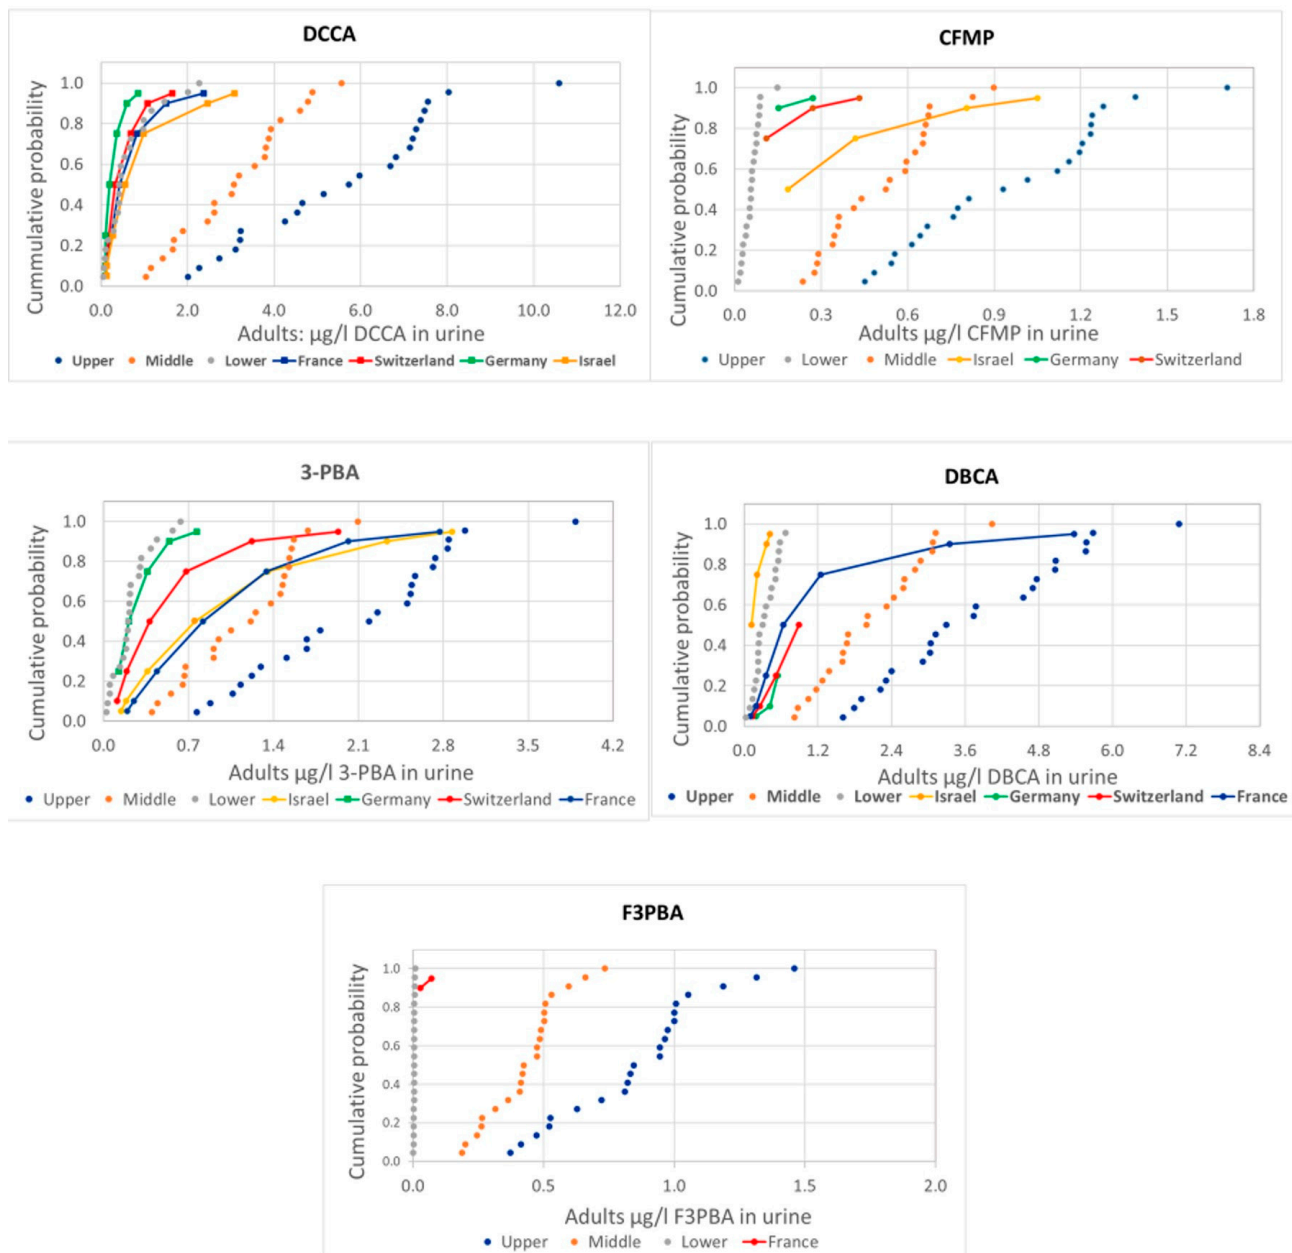 DCCA
Cummulative probability
1.0
0.8
0.6
0.4
0.2
0.0
0.0 2.0 4.0 6.0 8.0 10.0 12.0
Adults: µg/l DCCA in urine
Upper Middle Lower France Switzerland Germany Israel
CFMP
Cumulative probability
1.0
0.8
0.6
0.4
0.2
0.0
0.0 0.3 0.6 0.9 1.2 1.5 1.8
Adults µg/l CFMP in urine
Upper Lower Middle Israel Germany Switzerland
3-PBA
Cumulative probability
1.0
0.8
0.6
0.4
0.2
0.0
0.0 0.7 1.4 2.1 2.8 3.5 4.2
Adults µg/l 3-PBA in urine
Upper Middle Lower Israel Germany Switzerland France
DBCA
Cumulative probability
1.0
0.8
0.6
0.4
0.2
0.0
0.0 1.2 2.4 3.6 4.8 6.0 7.2 8.4
Adults µg/l DBCA in urine
Upper Middle Lower Israel Germany Switzerland France
F3PBA
Cumulative probability
1.0
0.8
0.6
0.4
0.2
0.0
0.0 0.5 1.0 1.5 2.0
Adults µg/l F3PBA in urine
Upper Middle Lower France